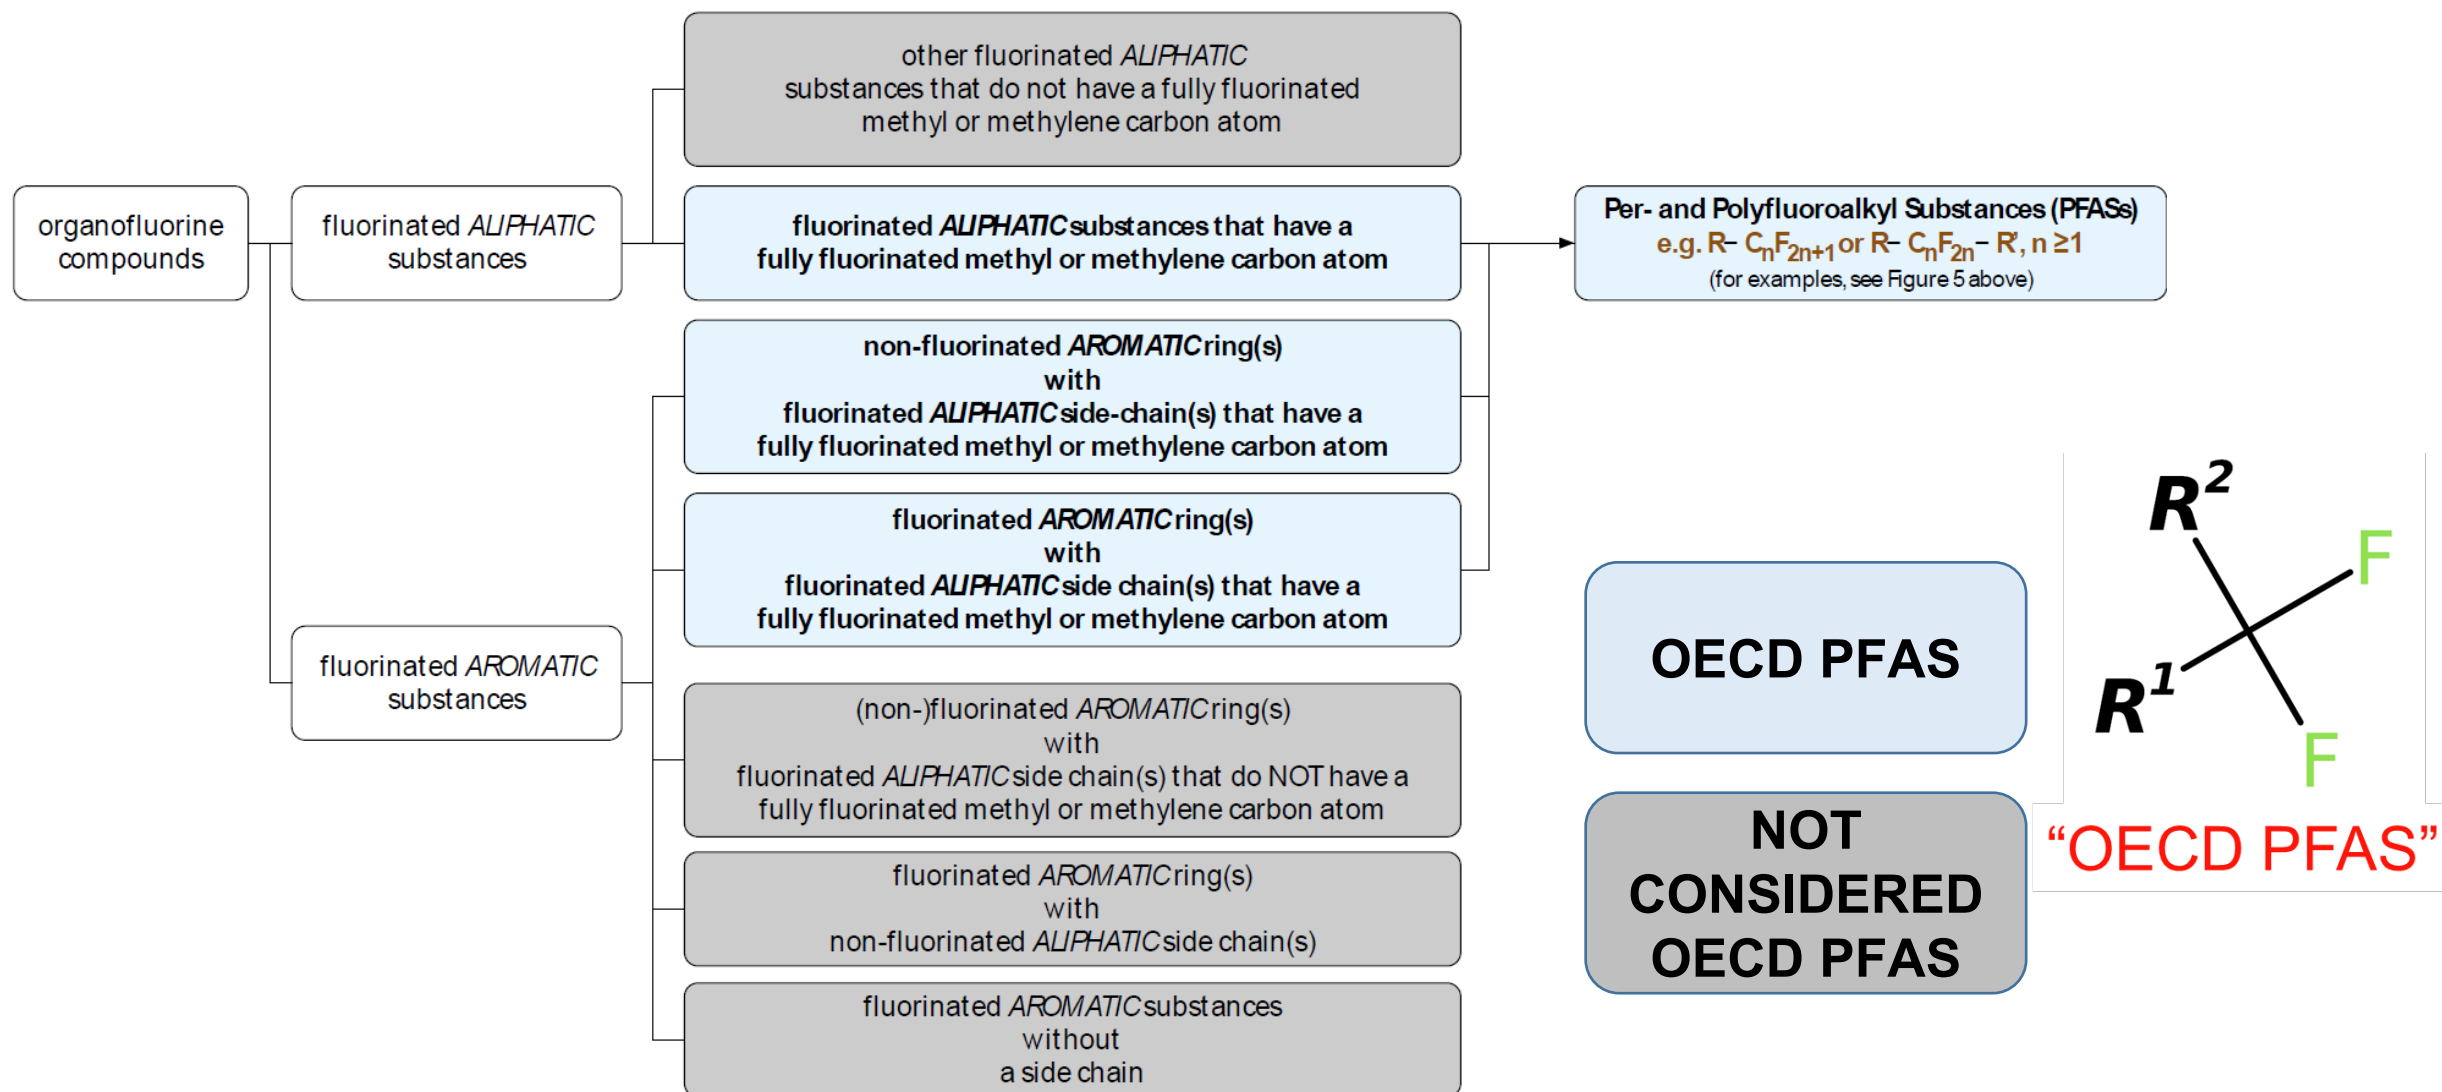 other fluorinated ALIPHATIC
substances that do not have a fully fluorinated
methyl or methylene carbon atom
organofluorine
compounds
fluorinated ALIPHATIC
substances
fluorinated ALIPHATIC substances that have a
fully fluorinated methyl or methylene carbon atom
Per- and Polyfluoroalkyl Substances (PFASs)
e.g. R– CnF2n+1 or R– CnF2n– R’, n ≥1
(for examples, see Figure 5 above)
non-fluorinated AROMATIC ring(s)
with
fluorinated ALIPHATIC side-chain(s) that have a
fully fluorinated methyl or methylene carbon atom
fluorinated AROMATIC ring(s)
with
fluorinated ALIPHATIC side chain(s) that have a
fully fluorinated methyl or methylene carbon atom
fluorinated AROMATIC
substances
(non-)fluorinated AROMATIC ring(s)
with
fluorinated ALIPHATIC side chain(s) that do NOT have a
fully fluorinated methyl or methylene carbon atom
fluorinated AROMATIC ring(s)
with
non-fluorinated ALIPHATIC side chain(s)
fluorinated AROMATIC substances
without
a side chain
OECD PFAS
NOT
CONSIDERED
OECD PFAS
R2
F
R1
F
“OECD PFAS”